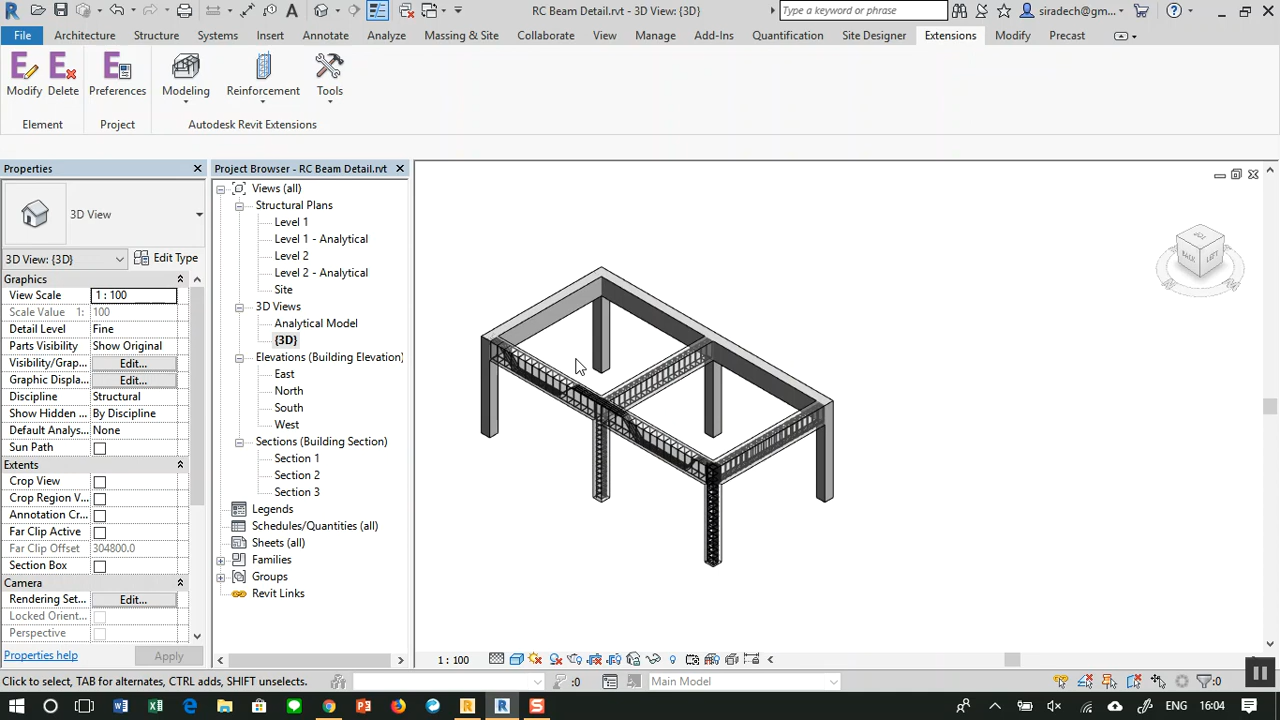 RC Beam Detail.rvt - 3D View: {3D}
Type a keyword or phrase
siradech@gm...
File
Architecture
Structure
Systems
Insert
Annotate
Analyze
Massing & Site
Collaborate
View
Manage
Add-Ins
Quantification
Site Designer
Extensions
Modify
Precast
Modify
Delete
Preferences
Modeling
Reinforcement
Tools
Element
Project
Autodesk Revit Extensions
Properties
3D View
3D View: {3D}
Edit Type
Graphics
View Scale 1 : 100
Scale Value 1: 100
Detail Level Fine
Parts Visibility Show Original
Visibility/Grap... Edit...
Graphic Displa... Edit...
Discipline Structural
Show Hidden ... By Discipline
Default Analys... None
Sun Path
Extents
Crop View
Crop Region V...
Annotation Cr...
Far Clip Active
Far Clip Offset 304800.0
Section Box
Camera
Rendering Set... Edit...
Locked Orient...
Perspective
Properties help
Apply
Project Browser - RC Beam Detail.rvt
Views (all)
Structural Plans
Level 1
Level 1 - Analytical
Level 2
Level 2 - Analytical
Site
3D Views
Analytical Model
{3D}
Elevations (Building Elevation)
East
North
South
West
Sections (Building Section)
Section 1
Section 2
Section 3
Legends
Schedules/Quantities (all)
Sheets (all)
Families
Groups
Revit Links
BACK
LEFT
1 : 100
Click to select, TAB for alternates, CTRL adds, SHIFT unselects.
:0
Main Model
:0
ENG
16:04